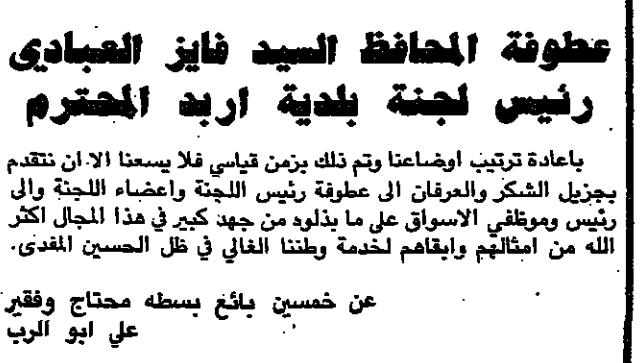 عطوفة المحافظ السيد فايز العبادي
رئيس لجنة بلدية اربد المحترم
باعادة ترتيب اوضاعنا وتم ذلك بزمن قياسي فلا يسعنا الا ان نتقدم
بجزيل الشكر والعرفان الى عطوفة رئيس اللجنة واعضاء اللجنة والى
رئيس وموظفي الاسواق على ما بذلوه من جهد كبير في هذا المجال اكثر
الله من امثالهم وابقاهم لخدمة وطننا الغالي في ظل الحسين المفدى.
عن خمسين بائع بسطه محتاج وفقير
علي ابو الرب